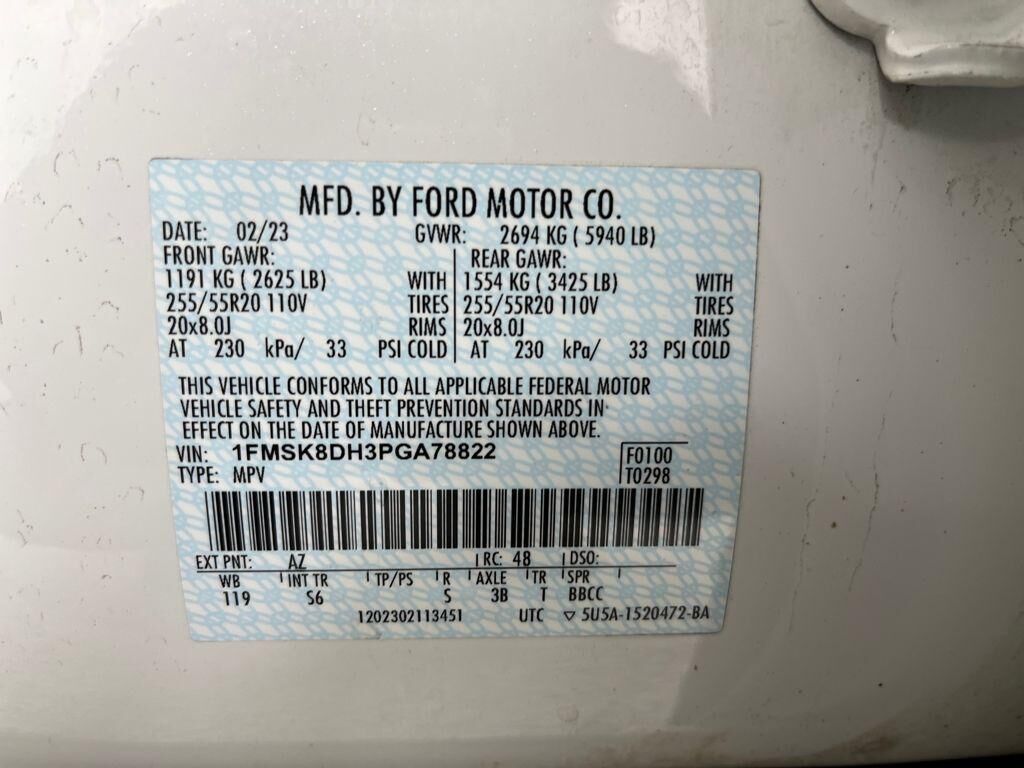 MFD. BY FORD MOTOR CO.
DATE: 02/23 GVWR: 2694 KG ( 5940 LB)
FRONT GAWR: REAR GAWR:
1191 KG ( 2625 LB) WITH 1554 KG ( 3425 LB) WITH
255/55R20 110V TIRES 255/55R20 110V TIRES
20x8.0J RIMS 20x8.0J RIMS
AT 230 kPa/ 33 PSI COLD AT 230 kPa/ 33 PSI COLD
THIS VEHICLE CONFORMS TO ALL APPLICABLE FEDERAL MOTOR
VEHICLE SAFETY AND THEFT PREVENTION STANDARDS IN
EFFECT ON THE DATE OF MANUFACTURE SHOWN ABOVE.
VIN: 1FMSK8DH3PGA78822 F0100
TYPE: MPV T0298
EXT PNT: AZ RC: 48 DSO:
WB INT TR TP/PS R AXLE TR SPR
119 S6 S 3B T BBCC
1202302113451 UTC ▽ 5U5A-1520472-BA